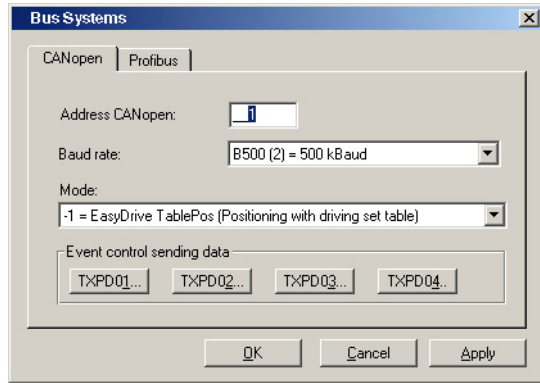 Bus Systems
CANopen Profibus
Address CANopen: __1
Baud rate: B500 (2) = 500 kBaud
Mode:
-1 = EasyDrive TablePos (Positioning with driving set table)
Event control sending data
TXPD01... TXPD02... TXPD03... TXPD04..
OK Cancel Apply